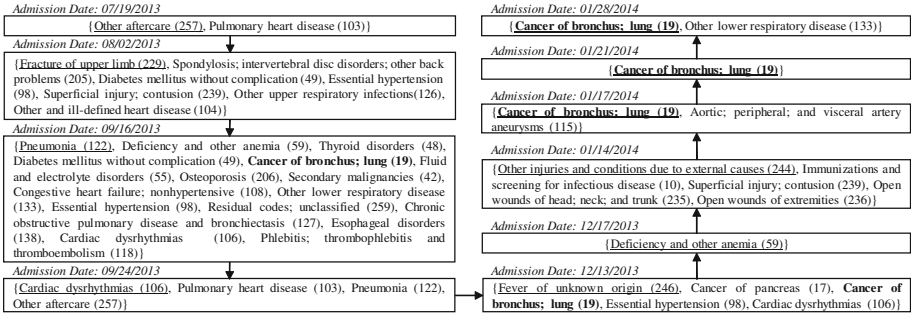 Admission Date: 07/19/2013
{Other aftercare (257), Pulmonary heart disease (103)}
Admission Date: 08/02/2013
{Fracture of upper limb (229), Spondylosis; intervertebral disc disorders; other back
problems (205), Diabetes mellitus without complication (49), Essential hypertension
(98), Superficial injury; contusion (239), Other upper respiratory infections(126),
Other and ill-defined heart disease (104)}
Admission Date: 09/16/2013
{Pneumonia (122), Deficiency and other anemia (59), Thyroid disorders (48),
Diabetes mellitus without complication (49), Cancer of bronchus; lung (19), Fluid
and electrolyte disorders (55), Osteoporosis (206), Secondary malignancies (42),
Congestive heart failure; nonhypertensive (108), Other lower respiratory disease
(133), Essential hypertension (98), Residual codes; unclassified (259), Chronic
obstructive pulmonary disease and bronchiectasis (127), Esophageal disorders
(138), Cardiac dysrhythmias (106), Phlebitis; thrombophlebitis and
thromboembolism (118)}
Admission Date: 09/24/2013
{Cardiac dysrhythmias (106), Pulmonary heart disease (103), Pneumonia (122),
Other aftercare (257)}
Admission Date: 01/28/2014
{Cancer of bronchus; lung (19), Other lower respiratory disease (133)}
Admission Date: 01/21/2014
{Cancer of bronchus; lung (19)}
Admission Date: 01/17/2014
{Cancer of bronchus; lung (19), Aortic; peripheral; and visceral artery
aneurysms (115)}
Admission Date: 01/14/2014
{Other injuries and conditions due to external causes (244), Immunizations and
screening for infectious disease (10), Superficial injury; contusion (239), Open
wounds of head; neck; and trunk (235), Open wounds of extremities (236)}
Admission Date: 12/17/2013
{Deficiency and other anemia (59)}
Admission Date: 12/13/2013
{Fever of unknown origin (246), Cancer of pancreas (17), Cancer of
bronchus; lung (19), Essential hypertension (98), Cardiac dysrhythmias (106)}